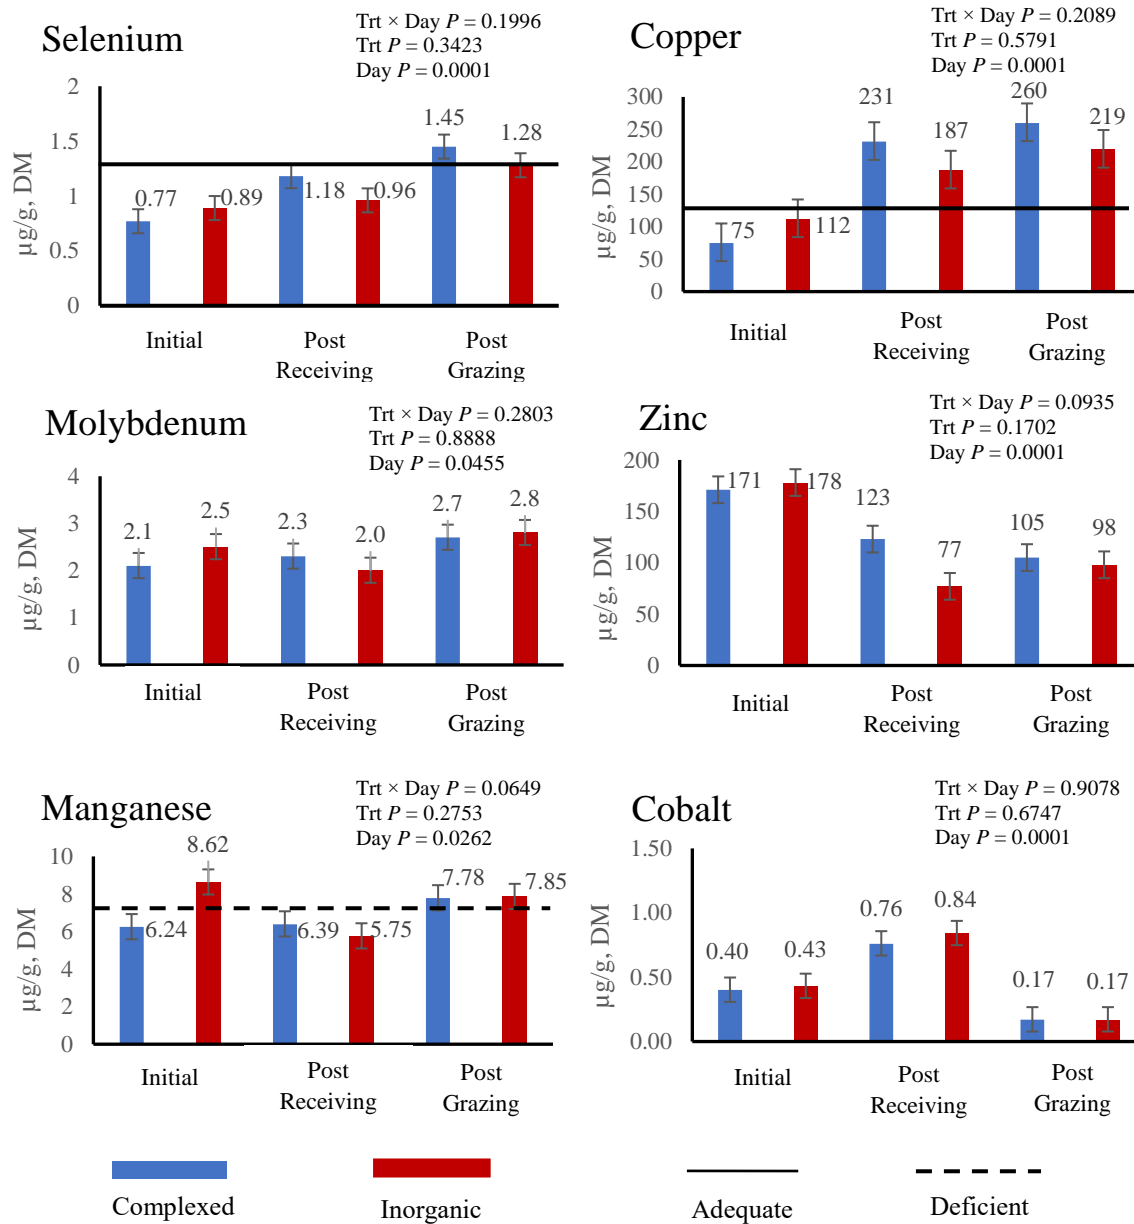 Selenium
Trt × Day P = 0.1996
Trt P = 0.3423
Day P = 0.0001
µg/g, DM
2
1.5
1
0.5
0
0.77
0.89
1.18
0.96
1.45
1.28
Initial
Post
Receiving
Post
Grazing
Copper
Trt × Day P = 0.2089
Trt P = 0.5791
Day P = 0.0001
µg/g, DM
300
250
200
150
100
50
0
75
112
231
187
260
219
Initial
Post
Receiving
Post
Grazing
Molybdenum
Trt × Day P = 0.2803
Trt P = 0.8888
Day P = 0.0455
µg/g, DM
4
3
2
1
0
2.1
2.5
2.3
2.0
2.7
2.8
Initial
Post
Receiving
Post
Grazing
Zinc
Trt × Day P = 0.0935
Trt P = 0.1702
Day P = 0.0001
µg/g, DM
200
150
100
50
0
171
178
123
77
105
98
Initial
Post
Receiving
Post
Grazing
Manganese
Trt × Day P = 0.0649
Trt P = 0.2753
Day P = 0.0262
µg/g, DM
10
8
6
4
2
0
6.24
8.62
6.39
5.75
7.78
7.85
Initial
Post
Receiving
Post
Grazing
Cobalt
Trt × Day P = 0.9078
Trt P = 0.6747
Day P = 0.0001
µg/g, DM
1.50
1.00
0.50
0.00
0.40
0.43
0.76
0.84
0.17
0.17
Initial
Post
Receiving
Post
Grazing
Complexed
Inorganic
Adequate
Deficient